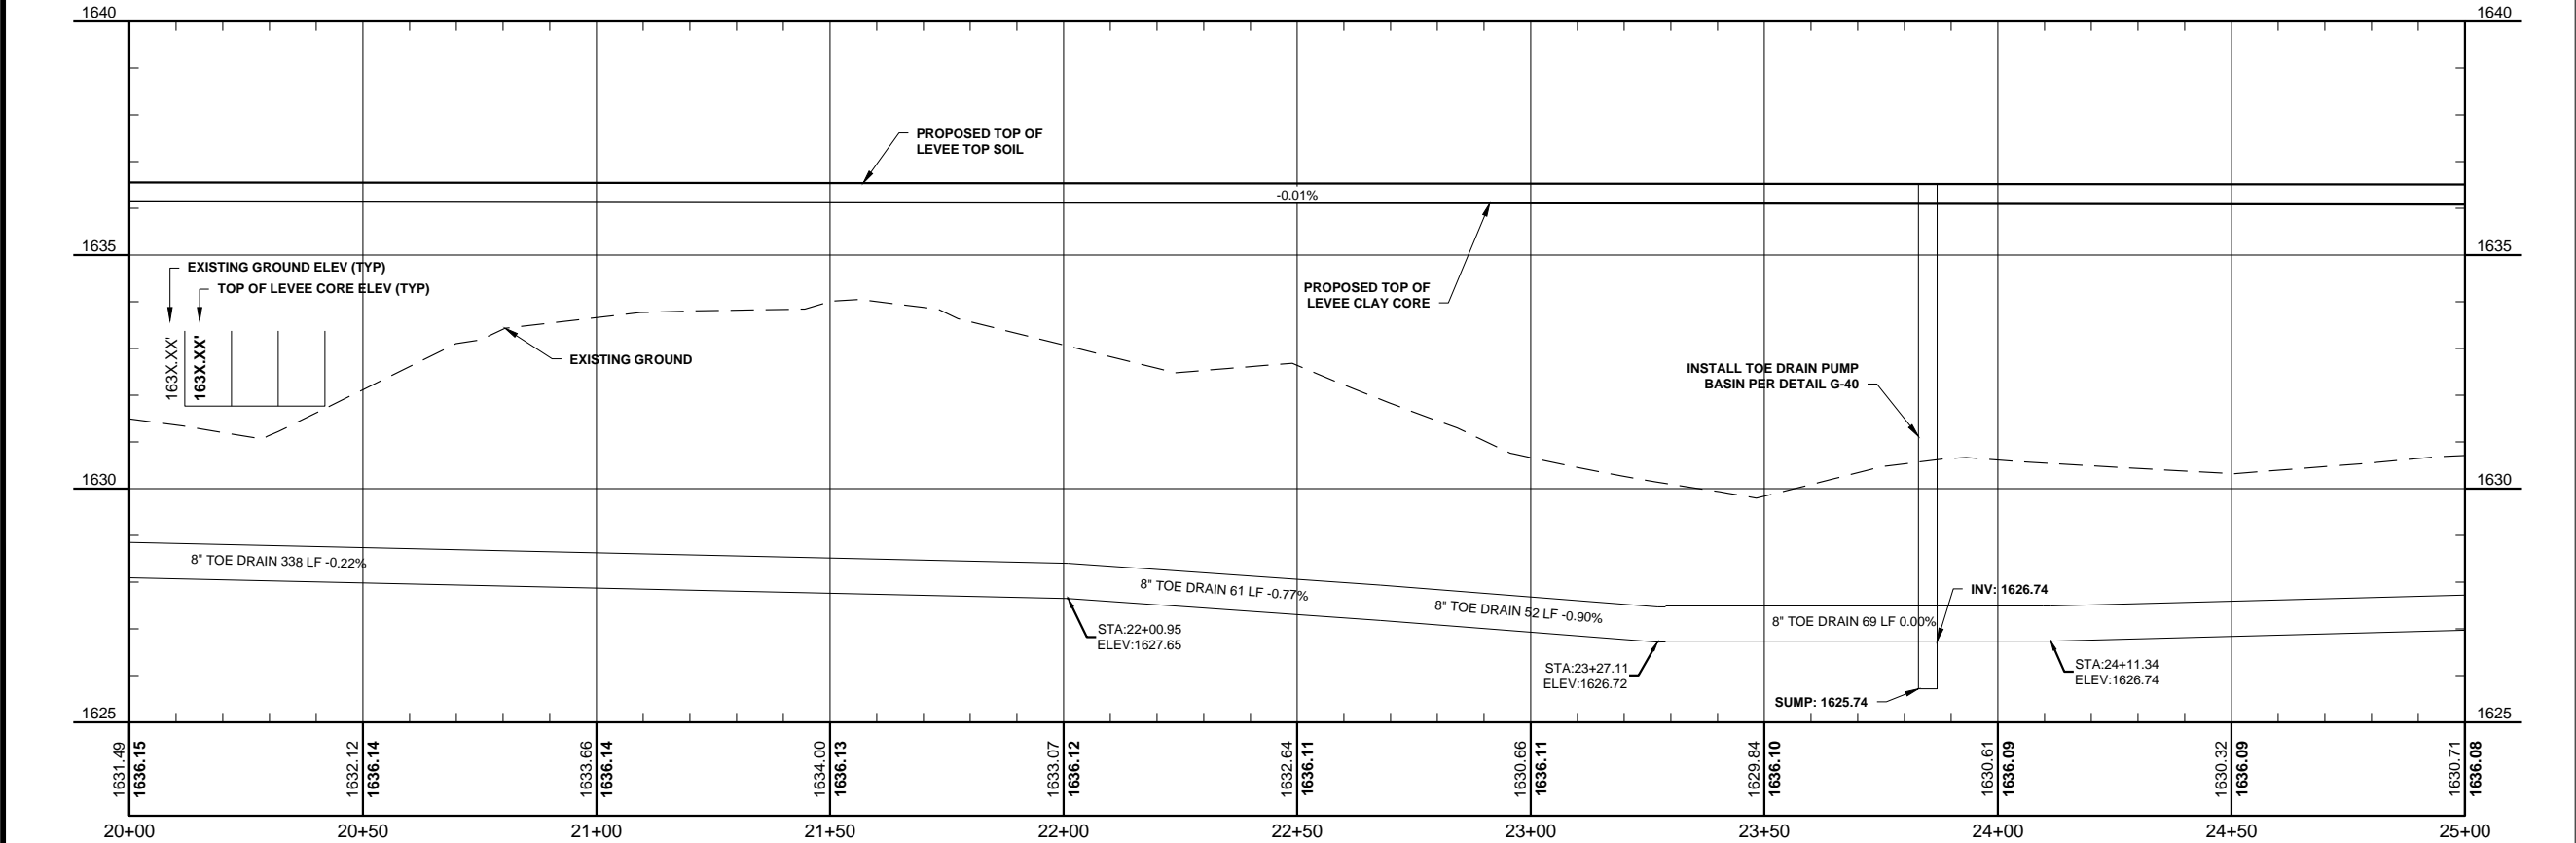 1640
1640
PROPOSED TOP OF
LEVEE TOP SOIL
-0.01%
1635
1635
EXISTING GROUND ELEV (TYP)
TOP OF LEVEE CORE ELEV (TYP)
163X.XX'
163X.XX'
PROPOSED TOP OF
LEVEE CLAY CORE
EXISTING GROUND
INSTALL TOE DRAIN PUMP
BASIN PER DETAIL G-40
1630
1630
8" TOE DRAIN 338 LF -0.22%
8" TOE DRAIN 61 LF -0.77%
8" TOE DRAIN 52 LF -0.90%
8" TOE DRAIN 69 LF 0.00%
INV: 1626.74
STA:22+00.95
ELEV:1627.65
STA:23+27.11
ELEV:1626.72
STA:24+11.34
ELEV:1626.74
SUMP: 1625.74
1625
1625
1631.49
1636.15
1632.12
1636.14
1633.66
1636.14
1634.00
1636.13
1633.07
1636.12
1632.64
1636.11
1630.66
1636.11
1629.84
1636.10
1630.61
1636.09
1630.32
1636.09
1630.71
1636.08
20+00
20+50
21+00
21+50
22+00
22+50
23+00
23+50
24+00
24+50
25+00